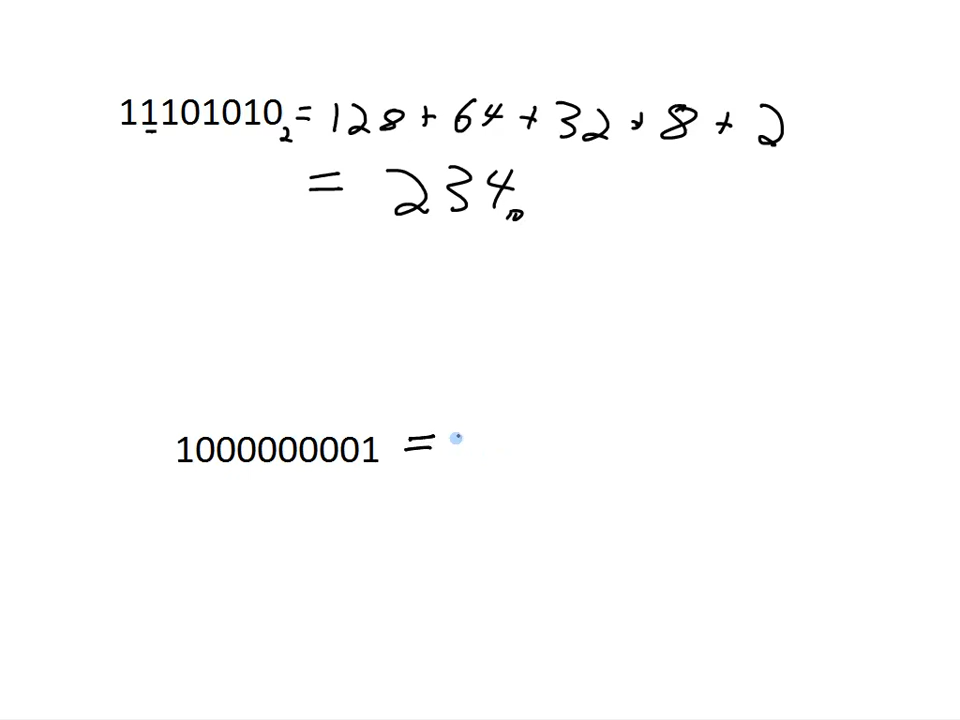 11101010₂ = 128 + 64 + 32 + 8 + 2
= 234₁₀
1000000001 =